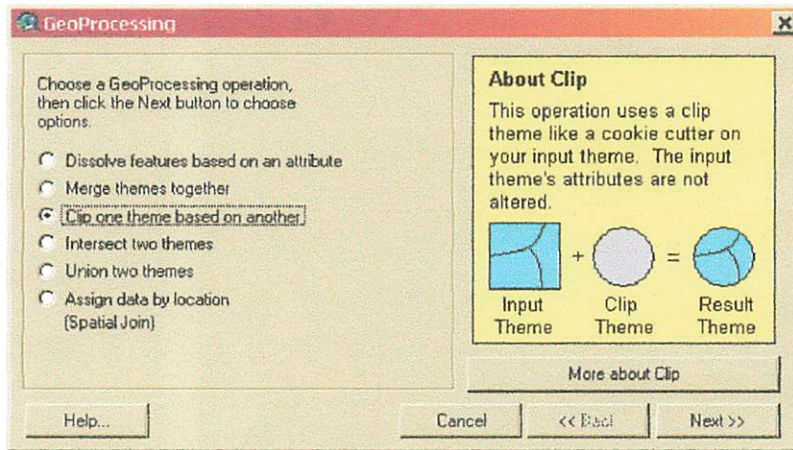 GeoProcessing
Choose a GeoProcessing operation,
then click the Next button to choose
options.
Dissolve features based on an attribute
Merge themes together
Clip one theme based on another
Intersect two themes
Union two themes
Assign data by location
(Spatial Join)
About Clip
This operation uses a clip
theme like a cookie cutter on
your input theme. The input
theme's attributes are not
altered.
+ =
Input Clip Result
Theme Theme Theme
More about Clip
Help... Cancel << Back Next >>